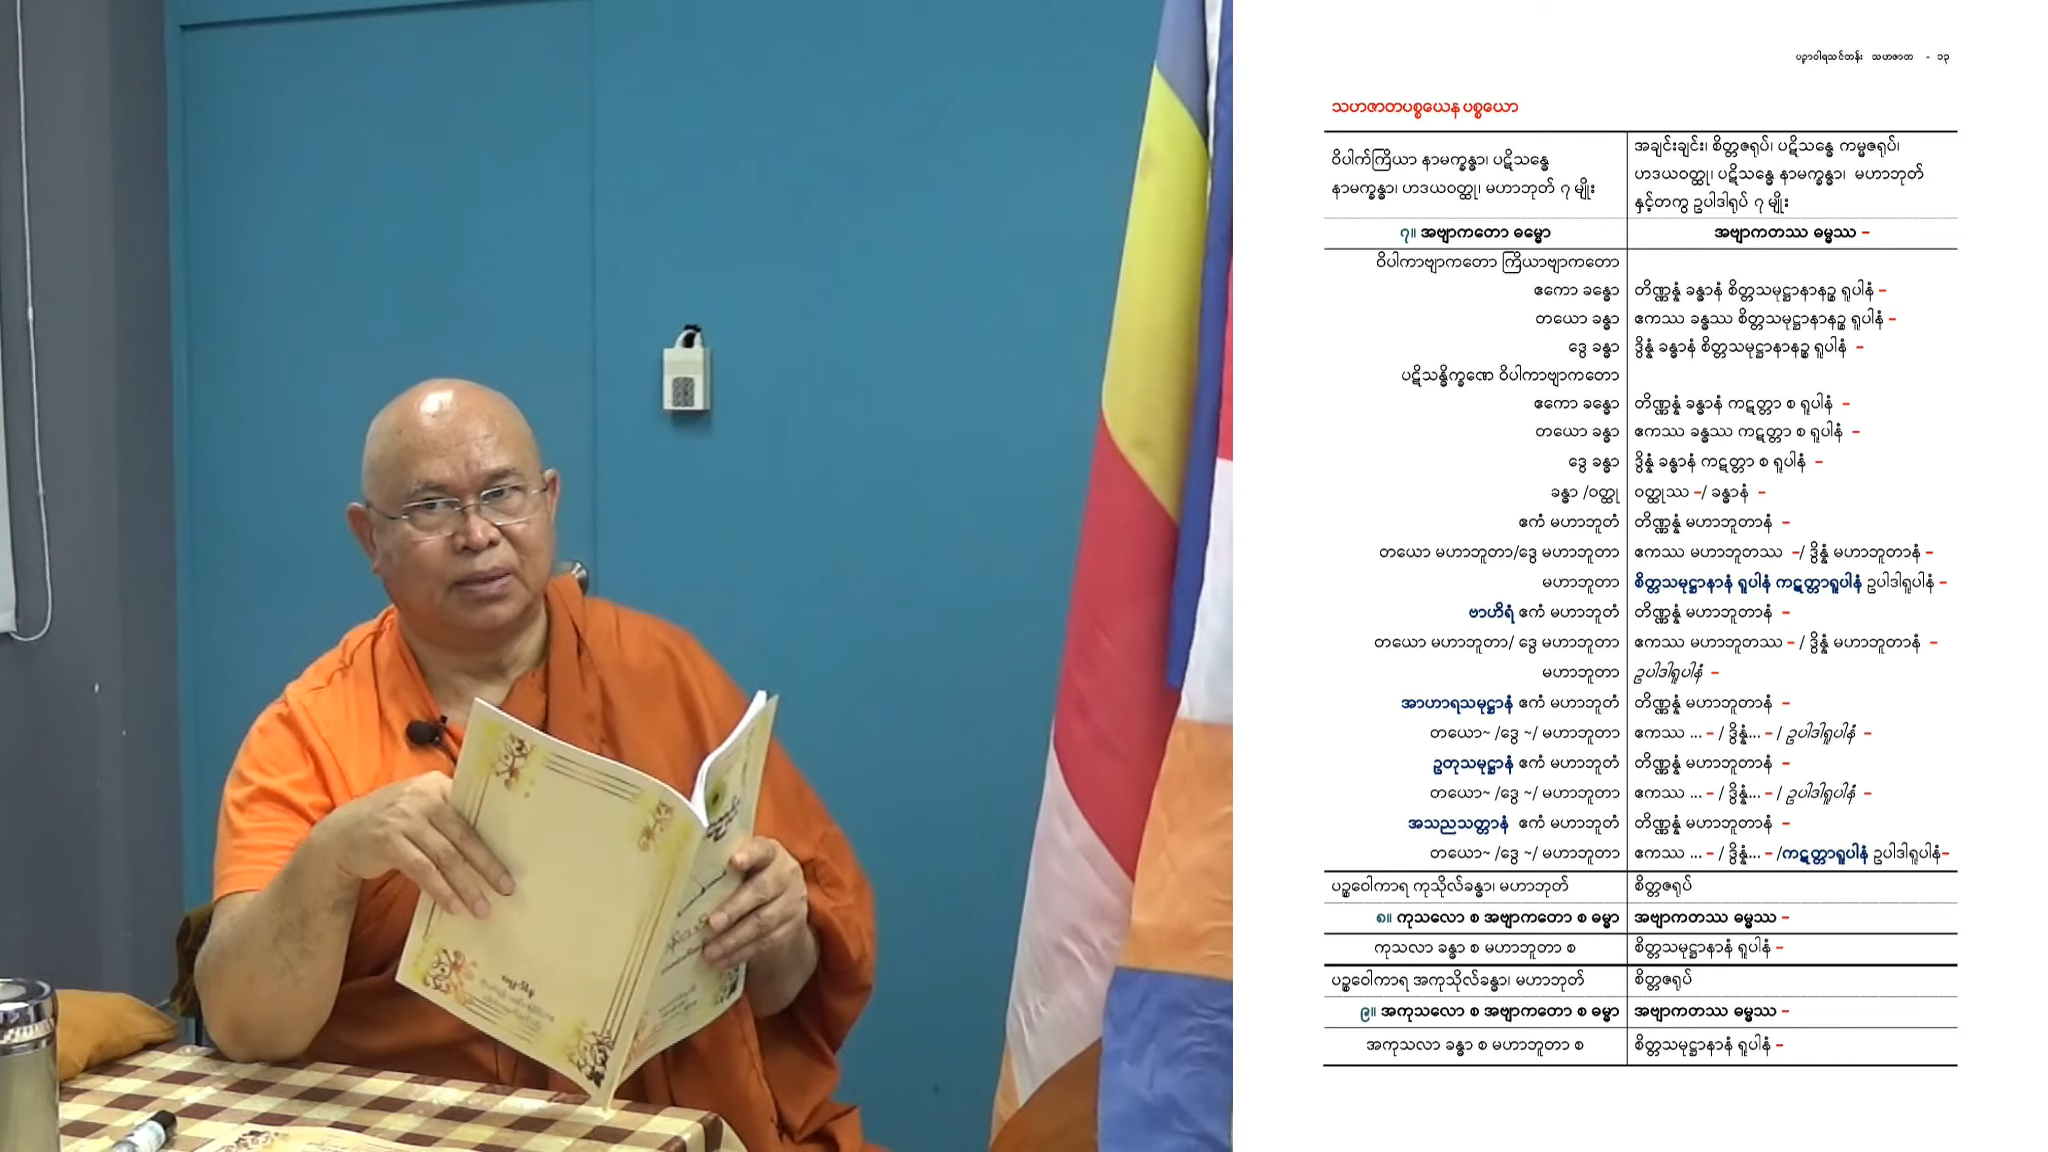 ပဉှာဝါရသင်တန်း သဟဇာတ - ၁၃
သဟဇာတပစ္စယေန ပစ္စယော
ဝိပါက်ကြိယာ နာမက္ခန္ဓာ၊ ပဋိသန္ဓေ
နာမက္ခန္ဓာ၊ ဟဒယဝတ္ထု၊ မဟာဘုတ် ၇ မျိုး
အချင်းချင်း၊ စိတ္တဇရုပ်၊ ပဋိသန္ဓေ ကမ္မဇရုပ်၊
ဟဒယဝတ္ထု၊ ပဋိသန္ဓေ နာမက္ခန္ဓာ၊ မဟာဘုတ်
နှင့်တကွ ဥပါဒါရုပ် ၇ မျိုး
၇။ အဗျာကတော ဓမ္မော အဗျာကတဿ ဓမ္မဿ –
ဝိပါကာဗျာကတော ကြိယာဗျာကတော
ဧကော ခန္ဓော တိဏ္ဏန္နံ ခန္ဓာနံ စိတ္တသမုဋ္ဌာနာနဉ္စ ရူပါနံ –
တယော ခန္ဓာ ဧကဿ ခန္ဓဿ စိတ္တသမုဋ္ဌာနာနဉ္စ ရူပါနံ –
ဒွေ ခန္ဓာ ဒွိန္နံ ခန္ဓာနံ စိတ္တသမုဋ္ဌာနာနဉ္စ ရူပါနံ –
ပဋိသန္ဓိက္ခဏေ ဝိပါကာဗျာကတော
ဧကော ခန္ဓော တိဏ္ဏန္နံ ခန္ဓာနံ ကဋတ္တာ စ ရူပါနံ –
တယော ခန္ဓာ ဧကဿ ခန္ဓဿ ကဋတ္တာ စ ရူပါနံ –
ဒွေ ခန္ဓာ ဒွိန္နံ ခန္ဓာနံ ကဋတ္တာ စ ရူပါနံ –
ခန္ဓာ /ဝတ္ထု ဝတ္ထုဿ –/ ခန္ဓာနံ –
ဧကံ မဟာဘူတံ တိဏ္ဏန္နံ မဟာဘူတာနံ –
တယော မဟာဘူတာ/ဒွေ မဟာဘူတာ ဧကဿ မဟာဘူတဿ –/ ဒွိန္နံ မဟာဘူတာနံ –
မဟာဘူတာ စိတ္တသမုဋ္ဌာနာနံ ရူပါနံ ကဋတ္တာရူပါနံ ဥပါဒါရူပါနံ –
ဗာဟိရံ ဧကံ မဟာဘူတံ တိဏ္ဏန္နံ မဟာဘူတာနံ –
တယော မဟာဘူတာ/ ဒွေ မဟာဘူတာ ဧကဿ မဟာဘူတဿ – / ဒွိန္နံ မဟာဘူတာနံ –
မဟာဘူတာ ဥပါဒါရူပါနံ –
အာဟာရသမုဋ္ဌာနံ ဧကံ မဟာဘူတံ တိဏ္ဏန္နံ မဟာဘူတာနံ –
တယော~ /ဒွေ ~/ မဟာဘူတာ ဧကဿ ... – / ဒွိန္နံ... – / ဥပါဒါရူပါနံ –
ဥတုသမုဋ္ဌာနံ ဧကံ မဟာဘူတံ တိဏ္ဏန္နံ မဟာဘူတာနံ –
တယော~ /ဒွေ ~/ မဟာဘူတာ ဧကဿ ... – / ဒွိန္နံ... – / ဥပါဒါရူပါနံ –
အသညသတ္တာနံ ဧကံ မဟာဘူတံ တိဏ္ဏန္နံ မဟာဘူတာနံ –
တယော~ /ဒွေ ~/ မဟာဘူတာ ဧကဿ ... – / ဒွိန္နံ... – /ကဋတ္တာရူပါနံ ဥပါဒါရူပါနံ–
ပဉ္စဝေါကာရ ကုသိုလ်ခန္ဓာ၊ မဟာဘုတ် စိတ္တဇရုပ်
၈။ ကုသလော စ အဗျာကတော စ ဓမ္မာ အဗျာကတဿ ဓမ္မဿ –
ကုသလာ ခန္ဓာ စ မဟာဘူတာ စ စိတ္တသမုဋ္ဌာနာနံ ရူပါနံ –
ပဉ္စဝေါကာရ အကုသိုလ်ခန္ဓာ၊ မဟာဘုတ် စိတ္တဇရုပ်
၉။ အကုသလော စ အဗျာကတော စ ဓမ္မာ အဗျာကတဿ ဓမ္မဿ –
အကုသလာ ခန္ဓာ စ မဟာဘူတာ စ စိတ္တသမုဋ္ဌာနာနံ ရူပါနံ –